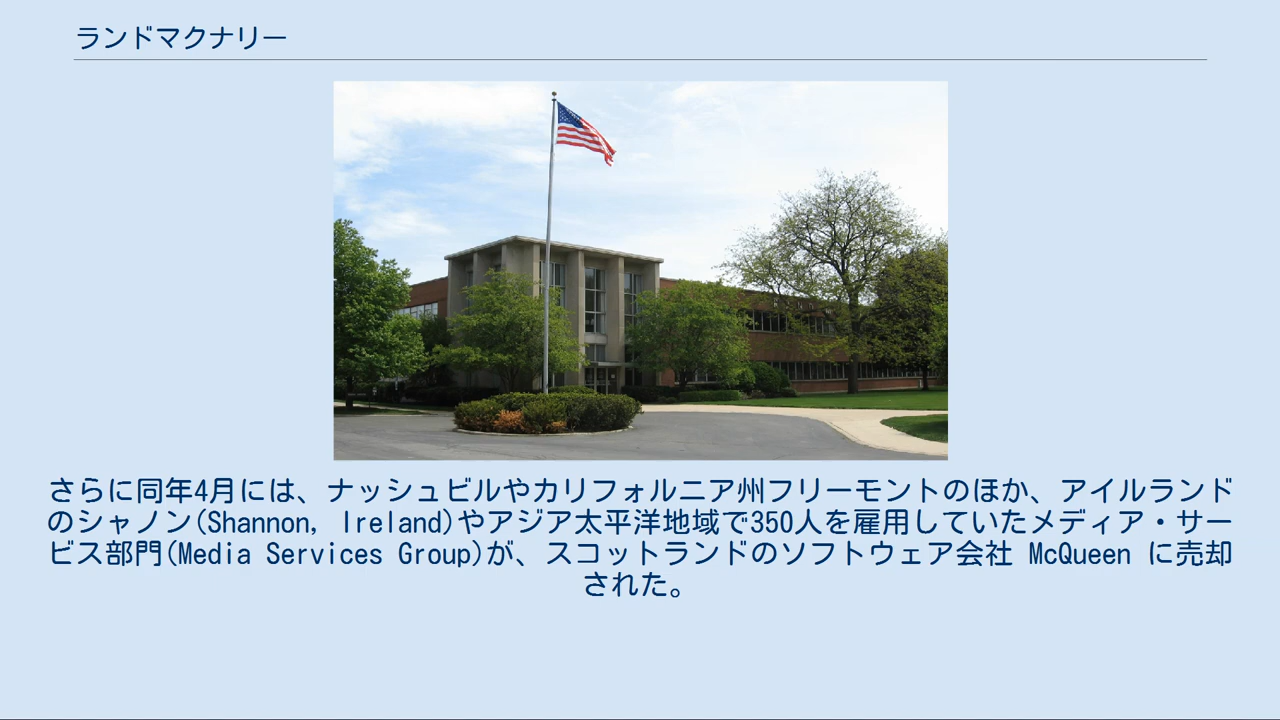 ランドマクナリー
さらに同年4月には、ナッシュビルやカリフォルニア州フリーモントのほか、アイルランド
のシャノン(Shannon, Ireland)やアジア太平洋地域で350人を雇用していたメディア・サー
ビス部門(Media Services Group)が、スコットランドのソフトウェア会社 McQueen に売却
された。